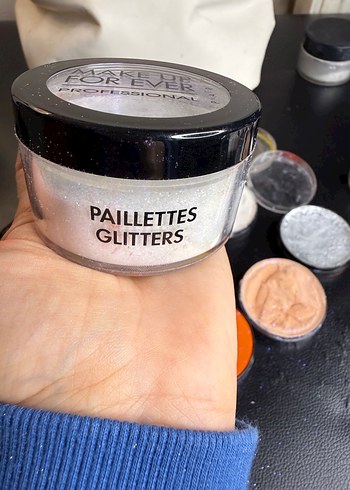 MAKE UP
FOR EVER
PROFESSIONAL
PAILLETTES
GLITTERS